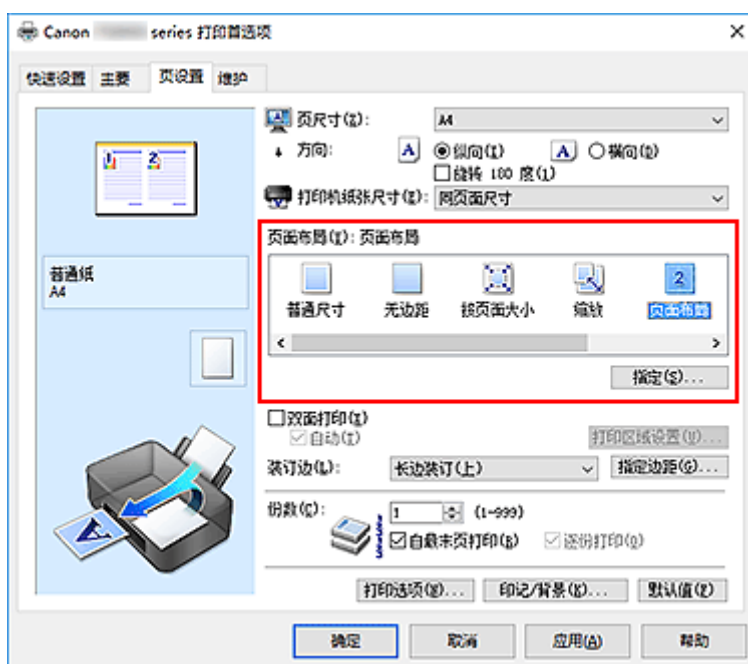 Canon series 打印首选项
快速设置 主要 页设置 维护
1 2
普通纸
A4
页尺寸(Z): A4
方向: A 纵向(I) A 横向(D)
旋转 180 度(1)
打印机纸张尺寸(E): 同页面尺寸
页面布局(Y): 页面布局
2
普通尺寸 无边距 按页面大小 缩放 页面布局
指定(S)...
双面打印(X)
自动(T) 打印区域设置(U)...
装订边(L): 长边装订(上) 指定边距(G)...
份数(C): 1 (1-999)
自最末页打印(B) 逐份打印(O)
打印选项(N)... 印记/背景(K)... 默认值(F)
确定 取消 应用(A) 帮助